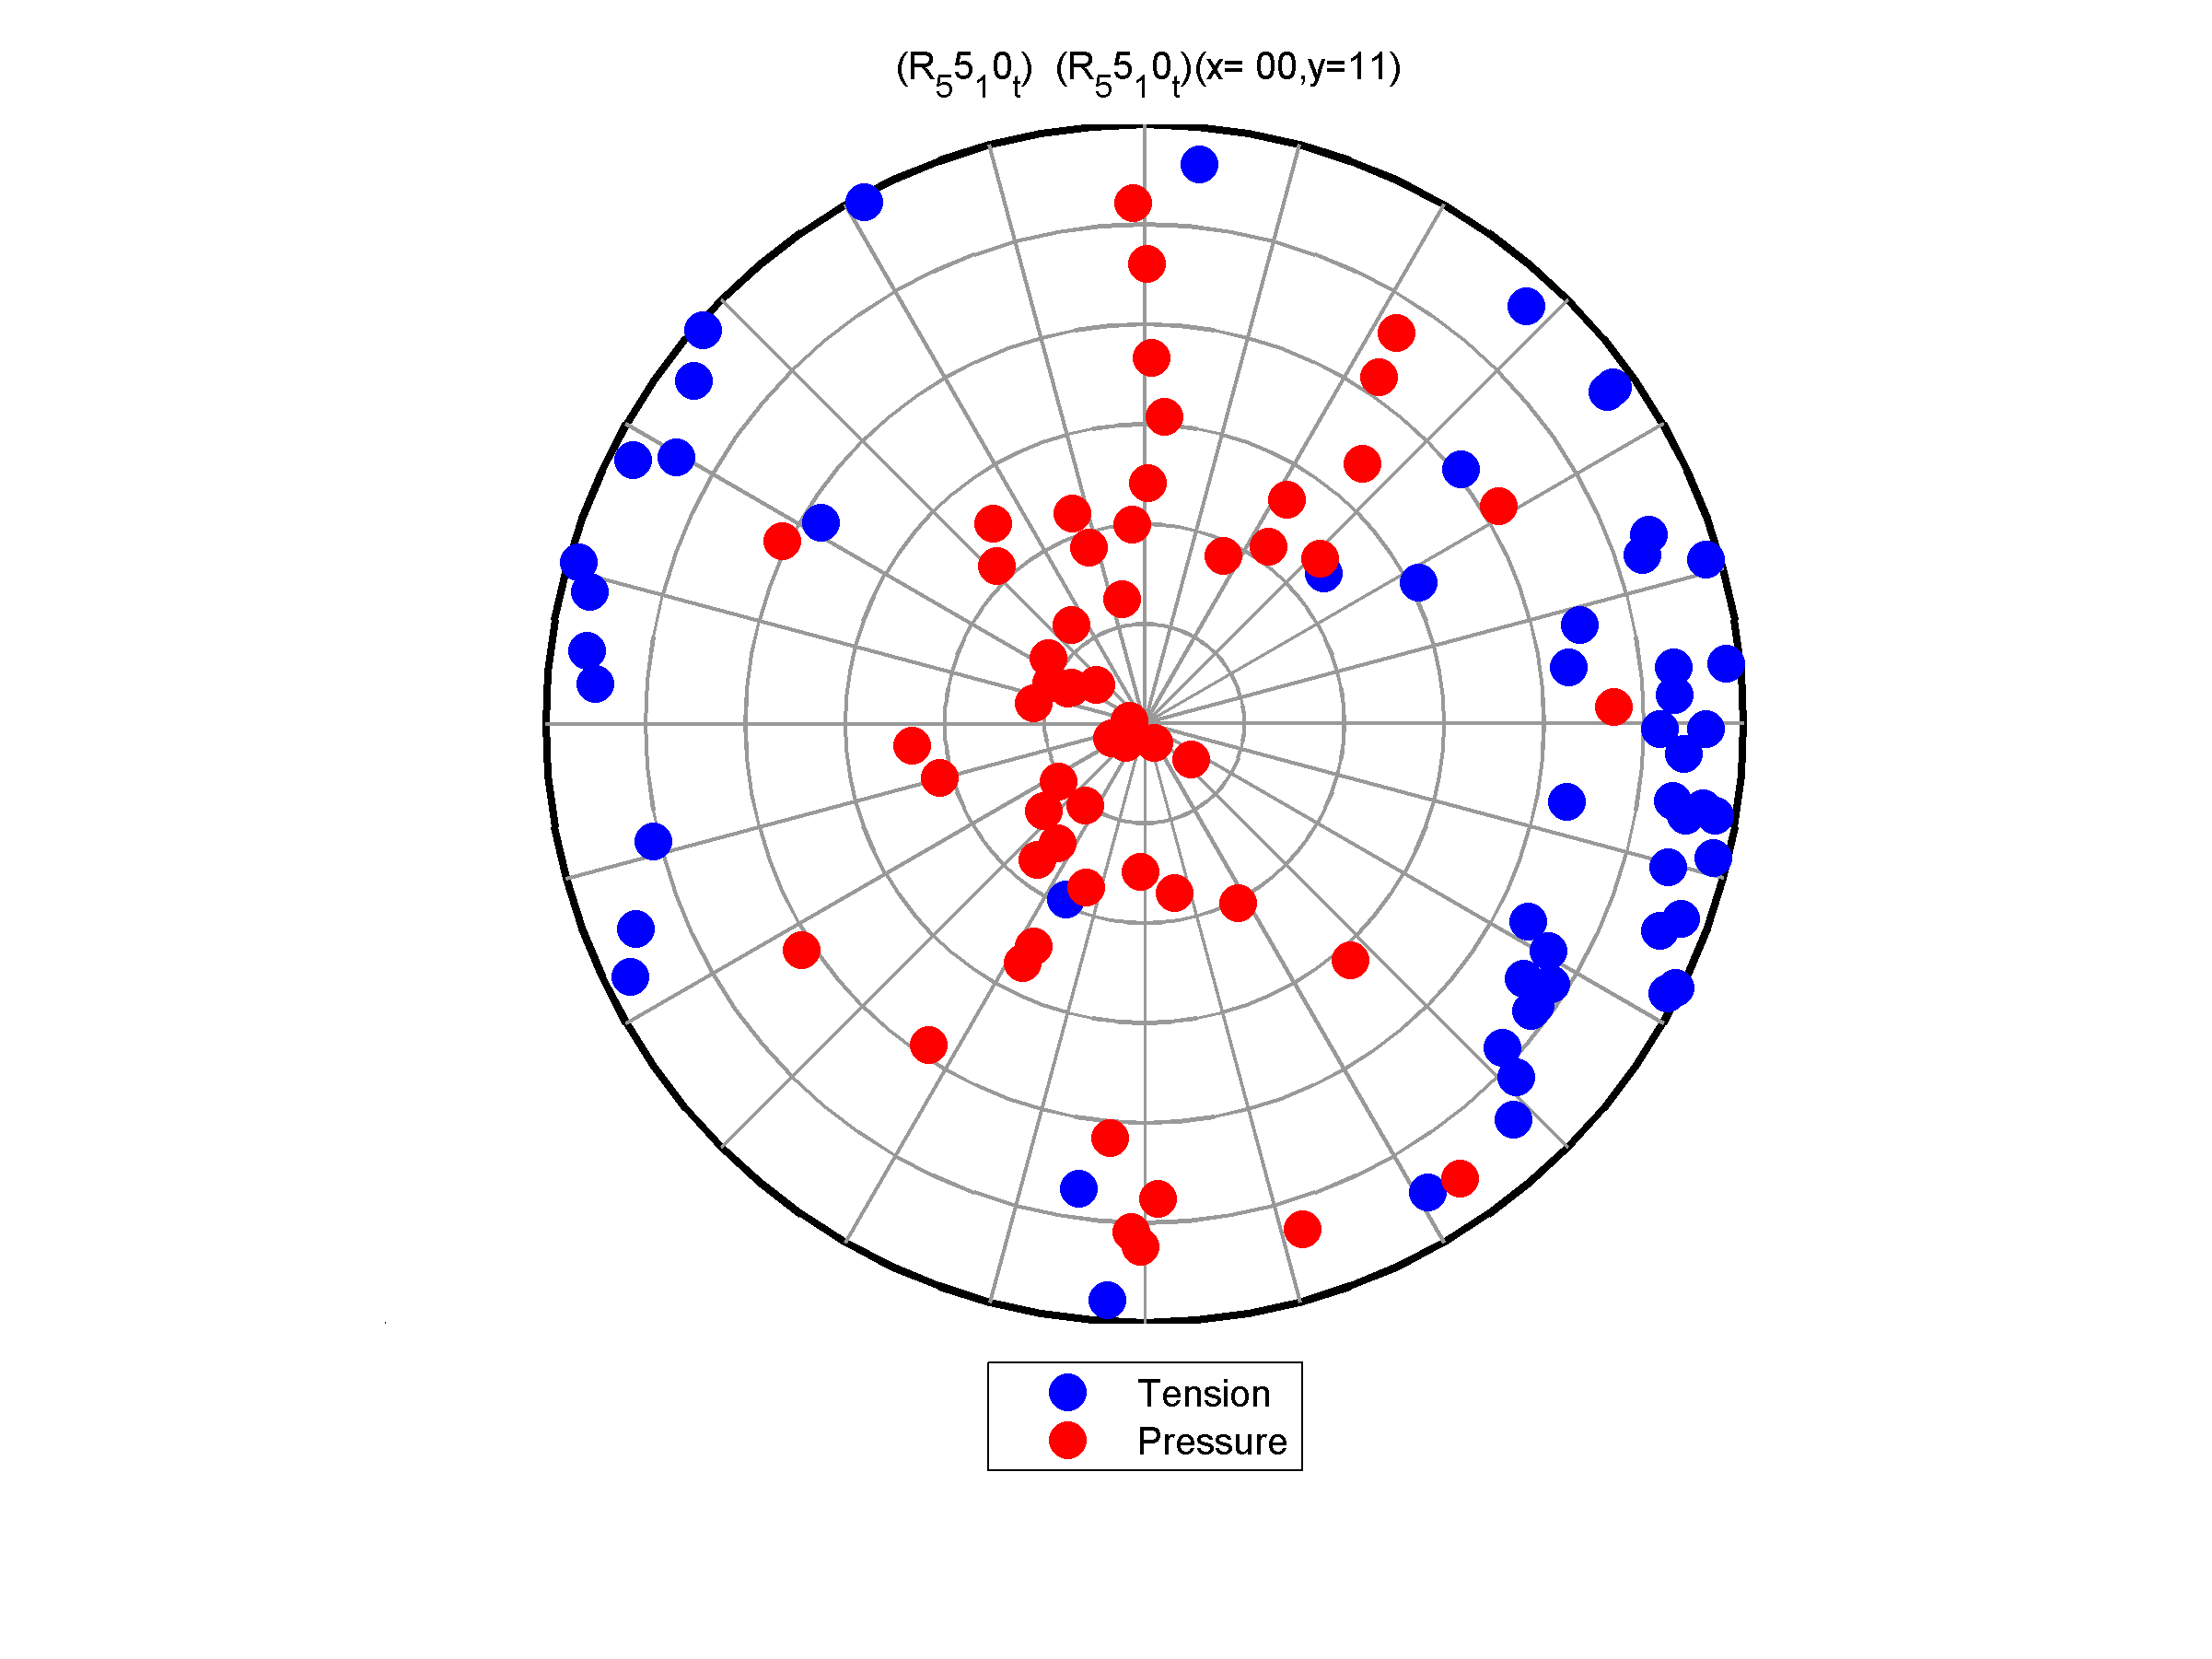 (R₅5₁0ₜ) (R₅5₁0ₜ)(x= 00,y=11)
Tension
Pressure